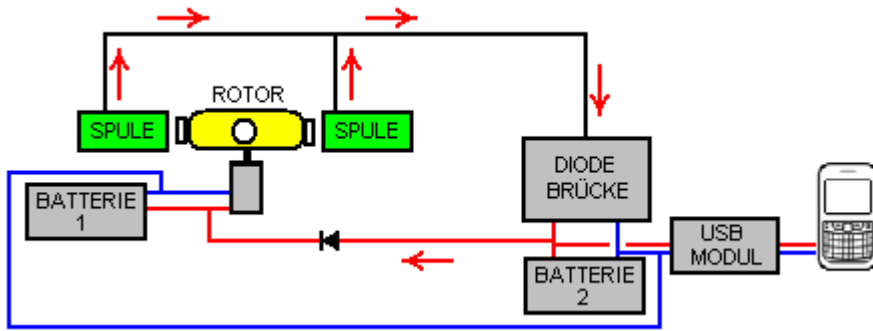 ROTOR
SPULE
SPULE
DIODE
BRÜCKE
BATTERIE
1
USB
MODUL
BATTERIE
2